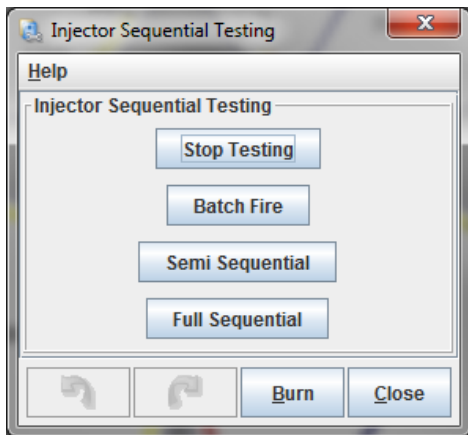 Injector Sequential Testing
Help
Injector Sequential Testing
Stop Testing
Batch Fire
Semi Sequential
Full Sequential
Burn Close